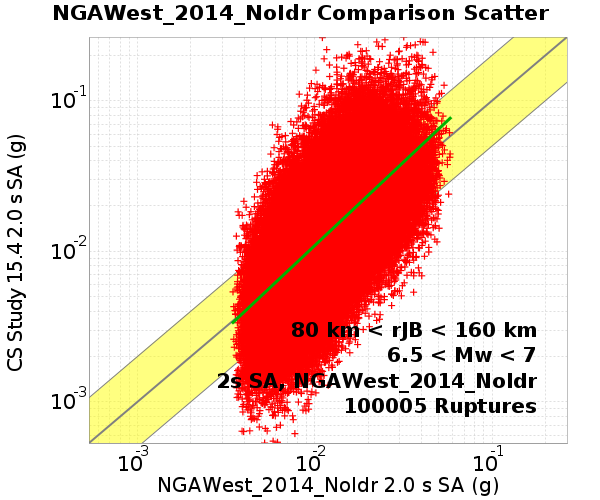 NGAWest_2014_NoIdr Comparison Scatter
CS Study 15.4 2.0 s SA (g)
10-1
10-2
10-3
80 km < rJB < 160 km
6.5 < Mw < 7
2s SA, NGAWest_2014_NoIdr
100005 Ruptures
10-3 10-2 10-1
NGAWest_2014_NoIdr 2.0 s SA (g)